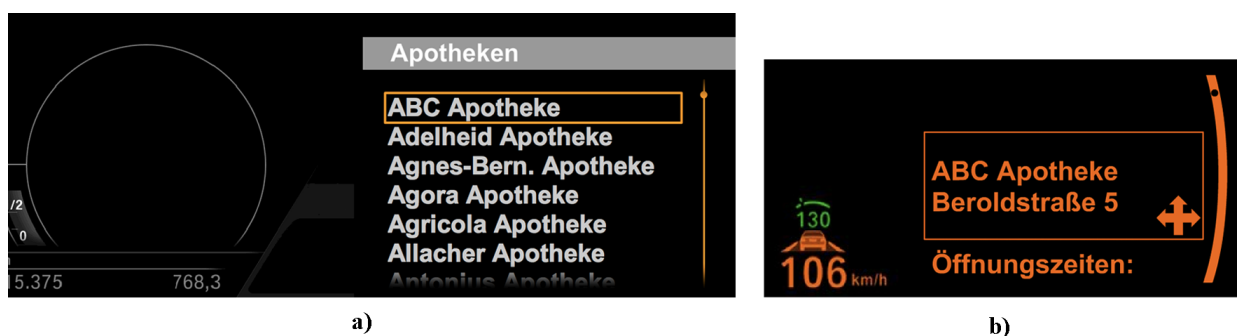 Apotheken
ABC Apotheke
Adelheid Apotheke
Agnes-Bern. Apotheke
Agora Apotheke
Agricola Apotheke
Allacher Apotheke
Antonius Apotheke
/2
0
15.375 768,3
a)
ABC Apotheke
Beroldstraße 5
130
106 km/h
Öffnungszeiten:
b)